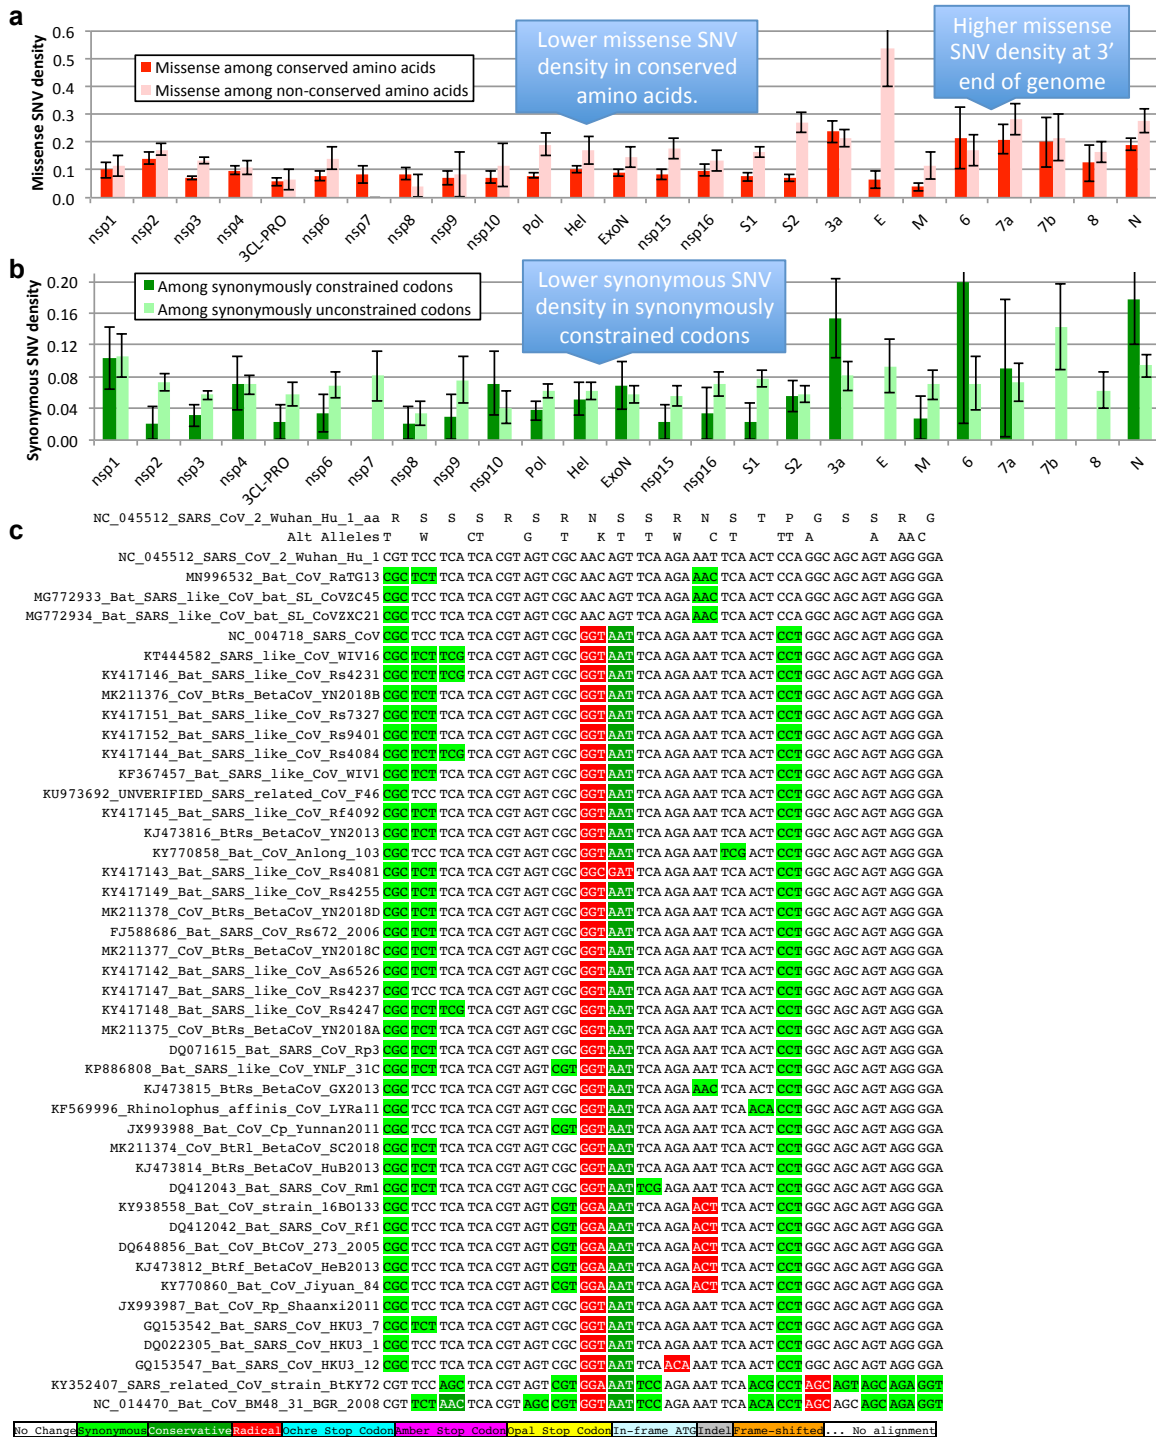 a
0.6
0.5
0.4
0.3
0.2
0.1
0.0
Missense SNV density
Missense among conserved amino acids
Missense among non-conserved amino acids
Lower missense SNV density in conserved amino acids.
Higher missense SNV density at 3′ end of genome
nsp1 nsp2 nsp3 nsp4 3CL-PRO nsp6 nsp7 nsp8 nsp9 nsp10 Pol Hel ExoN nsp15 nsp16 S1 S2 3a E M 6 7a 7b 8 N
b
0.20
0.16
0.12
0.08
0.04
0.00
Synonymous SNV density
Among synonymously constrained codons
Among synonymously unconstrained codons
Lower synonymous SNV density in synonymously constrained codons
nsp1 nsp2 nsp3 nsp4 3CL-PRO nsp6 nsp7 nsp8 nsp9 nsp10 Pol Hel ExoN nsp15 nsp16 S1 S2 3a E M 6 7a 7b 8 N
c
NC_045512_SARS_CoV_2_Wuhan_Hu_1_aa R S S S R S R N S S R N S T P G S S R G
Alt Alleles T W CT G T K T T W C T TT A A A AC
NC_045512_SARS_CoV_2_Wuhan_Hu_1 CGT TCC TCA TCA CGT AGT CGC AAC AGT TCA AGA AAT TCA ACT CCA GGC AGC AGT AGG GGA
MN996532_Bat_CoV_RaTG13 CGC TCT TCA TCA CGT AGT CGC AAC AGT TCA AGA AAC TCA ACT CCA GGC AGC AGT AGG GGA
MG772933_Bat_SARS_like_CoV_bat_SL_CoVZC45 CGC TCC TCA TCA CGT AGT CGC AAC AGT TCA AGA AAC TCA ACT CCA GGC AGC AGT AGG GGA
MG772934_Bat_SARS_like_CoV_bat_SL_CoVZXC21 CGC TCC TCA TCA CGT AGT CGC AAC AGT TCA AGA AAC TCA ACT CCA GGC AGC AGT AGG GGA
NC_004718_SARS_CoV CGC TCC TCA TCA CGT AGT CGC GGT AAT TCA AGA AAT TCA ACT CCT GGC AGC AGT AGG GGA
KT444582_SARS_like_CoV_WIV16 CGC TCT TCG TCA CGT AGT CGC GGT AAT TCA AGA AAT TCA ACT CCT GGC AGC AGT AGG GGA
KY417146_Bat_SARS_like_CoV_Rs4231 CGC TCT TCG TCA CGT AGT CGC GGT AAT TCA AGA AAT TCA ACT CCT GGC AGC AGT AGG GGA
MK211376_CoV_BtRs_BetaCoV_YN2018B CGC TCT TCA TCA CGT AGT CGC GGT AAT TCA AGA AAT TCA ACT CCT GGC AGC AGT AGG GGA
KY417151_Bat_SARS_like_CoV_Rs7327 CGC TCT TCA TCA CGT AGT CGC GGT AAT TCA AGA AAT TCA ACT CCT GGC AGC AGT AGG GGA
KY417152_Bat_SARS_like_CoV_Rs9401 CGC TCT TCA TCA CGT AGT CGC GGT AAT TCA AGA AAT TCA ACT CCT GGC AGC AGT AGG GGA
KY417144_Bat_SARS_like_CoV_Rs4084 CGC TCT TCG TCA CGT AGT CGC GGT AAT TCA AGA AAT TCA ACT CCT GGC AGC AGT AGG GGA
KF367457_Bat_SARS_like_CoV_WIV1 CGC TCT TCA TCA CGT AGT CGC GGT AAT TCA AGA AAT TCA ACT CCT GGC AGC AGT AGG GGA
KU973692_UNVERIFIED_SARS_related_CoV_F46 CGC TCC TCA TCA CGT AGT CGC GGT AAT TCA AGA AAT TCA ACT CCT GGC AGC AGT AGG GGA
KY417145_Bat_SARS_like_CoV_Rf4092 CGC TCT TCA TCA CGT AGT CGC GGT AAT TCA AGA AAT TCA ACT CCT GGC AGC AGT AGG GGA
KJ473816_BtRs_BetaCoV_YN2013 CGC TCT TCA TCA CGT AGT CGC GGT AAT TCA AGA AAT TCA ACT CCT GGC AGC AGT AGG GGA
KY770858_Bat_CoV_Anlong_103 CGC TCC TCA TCA CGT AGT CGC GGT AAT TCA AGA AAT TCG ACT CCT GGC AGC AGT AGG GGA
KY417143_Bat_SARS_like_CoV_Rs4081 CGC TCT TCA TCA CGT AGT CGC GGC GAT TCA AGA AAT TCA ACT CCT GGC AGC AGT AGG GGA
KY417149_Bat_SARS_like_CoV_Rs4255 CGC TCT TCA TCA CGT AGT CGC GGT AAT TCA AGA AAT TCA ACT CCT GGC AGC AGT AGG GGA
MK211378_CoV_BtRs_BetaCoV_YN2018D CGC TCT TCA TCA CGT AGT CGC GGT AAT TCA AGA AAT TCA ACT CCT GGC AGC AGT AGG GGA
FJ588686_Bat_SARS_CoV_Rs672_2006 CGC TCT TCA TCA CGT AGT CGC GGT AAT TCA AGA AAT TCA ACT CCT GGC AGC AGT AGG GGA
MK211377_CoV_BtRs_BetaCoV_YN2018C CGC TCT TCA TCA CGT AGT CGC GGT AAT TCA AGA AAT TCA ACT CCT GGC AGC AGT AGG GGA
KY417142_Bat_SARS_like_CoV_As6526 CGC TCT TCA TCA CGT AGT CGC GGT AAT TCA AGA AAT TCA ACT CCT GGC AGC AGT AGG GGA
KY417147_Bat_SARS_like_CoV_Rs4237 CGC TCC TCA TCA CGT AGT CGC GGT AAT TCA AGA AAT TCA ACT CCT GGC AGC AGT AGG GGA
KY417148_Bat_SARS_like_CoV_Rs4247 CGC TCT TCG TCA CGT AGT CGC GGT AAT TCA AGA AAT TCA ACT CCT GGC AGC AGT AGG GGA
MK211375_CoV_BtRs_BetaCoV_YN2018A CGC TCT TCA TCA CGT AGT CGC GGT AAT TCA AGA AAT TCA ACT CCT GGC AGC AGT AGG GGA
DQ071615_Bat_SARS_CoV_Rp3 CGC TCT TCA TCA CGT AGT CGC GGT AAT TCA AGA AAT TCA ACT CCT GGC AGC AGT AGG GGA
KP886808_Bat_SARS_like_CoV_YNLF_31C CGC TCT TCA TCA CGT AGT CGT GGT AAT TCA AGA AAT TCA ACT CCT GGC AGC AGT AGG GGA
KJ473815_BtRs_BetaCoV_GX2013 CGC TCC TCA TCA CGT AGT CGC GGT AAT TCA AGA AAC TCA ACT CCT GGC AGC AGT AGG GGA
KF569996_Rhinolophus_affinis_CoV_LYRa11 CGC TCC TCA TCA CGT AGT CGC GGT AAT TCA AGA AAT TCA ACA CCT GGC AGC AGT AGG GGA
JX993988_Bat_CoV_Cp_Yunnan2011 CGC TCC TCA TCA CGT AGT CGT GGT AAT TCA AGA AAT TCA ACT CCT GGC AGC AGT AGG GGA
MK211374_CoV_BtRl_BetaCoV_SC2018 CGC TCT TCA TCA CGT AGT CGC GGT AAT TCA AGA AAT TCA ACT CCT GGC AGC AGT AGG GGA
KJ473814_BtRs_BetaCoV_HuB2013 CGC TCT TCA TCA CGT AGT CGC GGT AAT TCA AGA AAT TCA ACT CCT GGC AGC AGT AGG GGA
DQ412043_Bat_SARS_CoV_Rm1 CGC TCT TCA TCA CGT AGT CGC GGT AAT TCG AGA AAT TCA ACT CCT GGC AGC AGT AGG GGA
KY938558_Bat_CoV_strain_16BO133 CGC TCC TCA TCA CGT AGT CGT GGA AAT TCA AGA ACT TCA ACT CCT GGC AGC AGT AGG GGA
DQ412042_Bat_SARS_CoV_Rf1 CGC TCC TCA TCA CGT AGT CGT GGA AAT TCA AGA ACT TCA ACT CCT GGC AGC AGT AGG GGA
DQ648856_Bat_CoV_BtCoV_273_2005 CGC TCC TCA TCA CGT AGT CGT GGA AAT TCA AGA ACT TCA ACT CCT GGC AGC AGT AGG GGA
KJ473812_BtRf_BetaCoV_HeB2013 CGC TCC TCA TCA CGT AGT CGT GGA AAT TCA AGA ACT TCA ACT CCT GGC AGC AGT AGG GGA
KY770860_Bat_CoV_Jiyuan_84 CGC TCC TCA TCA CGT AGT CGT GGA AAT TCA AGA ACT TCA ACT CCT GGC AGC AGT AGG GGA
JX993987_Bat_CoV_Rp_Shaanxi2011 CGC TCC TCA TCA CGT AGT CGC GGT AAT TCA AGA AAT TCA ACT CCT GGC AGC AGT AGG GGA
GQ153542_Bat_SARS_CoV_HKU3_7 CGC TCT TCA TCA CGT AGT CGC GGT AAT TCA AGA AAT TCA ACT CCT GGC AGC AGT AGG GGA
DQ022305_Bat_SARS_CoV_HKU3_1 CGC TCC TCA TCA CGT AGT CGC GGT AAT TCA AGA AAT TCA ACT CCT GGC AGC AGT AGG GGA
GQ153547_Bat_SARS_CoV_HKU3_12 CGC TCC TCA TCA CGT AGT CGC GGT AAT TCA ACA AAT TCA ACT CCT GGC AGC AGT AGG GGA
KY352407_SARS_related_CoV_strain_BtKY72 CGT TCC AGC TCA CGT AGT CGT GGA AAT TCC AGA AAT TCA ACG CCT AGC AGT AGC AGA GGT
NC_014470_Bat_CoV_BM48_31_BGR_2008 CGT TCT AAC TCA CGT AGC CGT GGT AAT TCC AGA AAT TCA ACA CCT AGC AGC AGC AGA GGT
No Change Synonymous Conservative Radical Ochre Stop Codon Amber Stop Codon Opal Stop Codon In-frame ATG Indel Frame-shifted ... No alignment